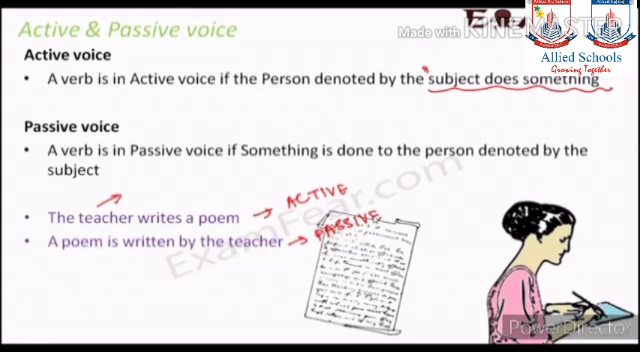 Active & Passive voice
Made with KINEMASTER
Allied Schools
Growing Together
Active voice
• A verb is in Active voice if the Person denoted by the subject does something
Passive voice
• A verb is in Passive voice if Something is done to the person denoted by the
subject
• The teacher writes a poem → ACTIVE
• A poem is written by the teacher → PASSIVE
ExamFear.com
PowerDirector